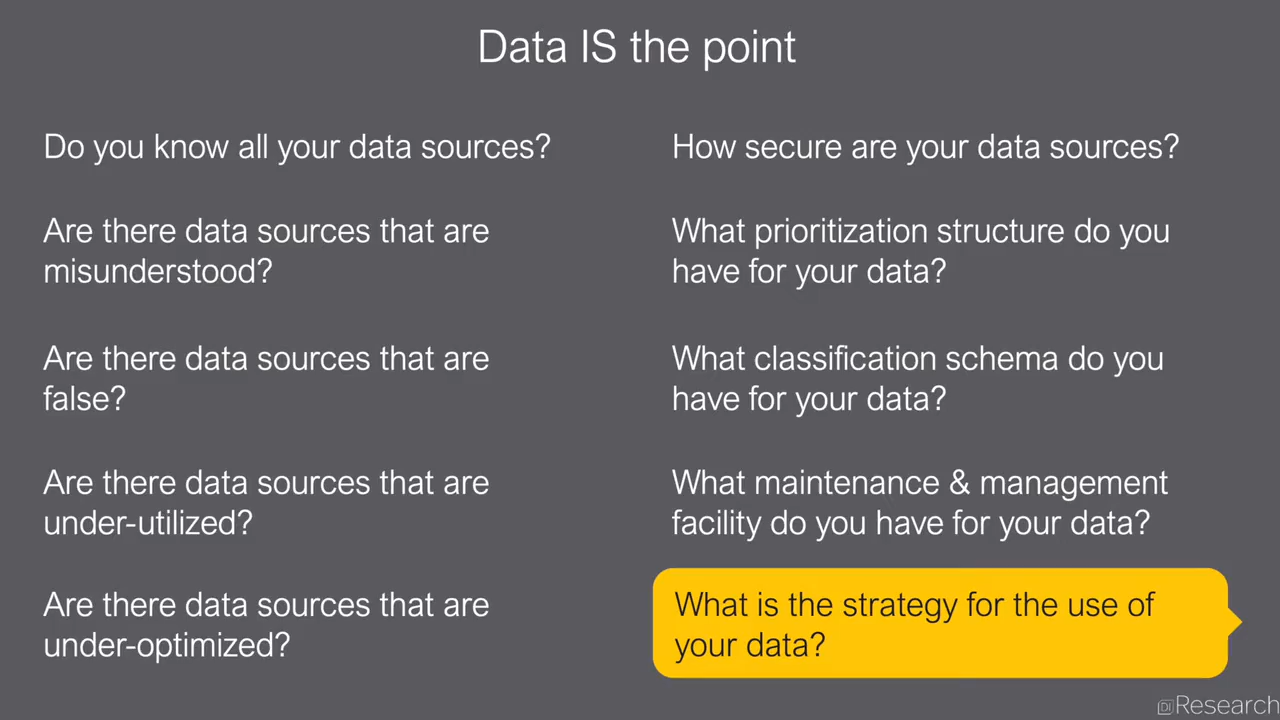 Data IS the point
Do you know all your data sources?
Are there data sources that are
misunderstood?
Are there data sources that are
false?
Are there data sources that are
under-utilized?
Are there data sources that are
under-optimized?
How secure are your data sources?
What prioritization structure do you
have for your data?
What classification schema do you
have for your data?
What maintenance & management
facility do you have for your data?
What is the strategy for the use of
your data?
DI Research